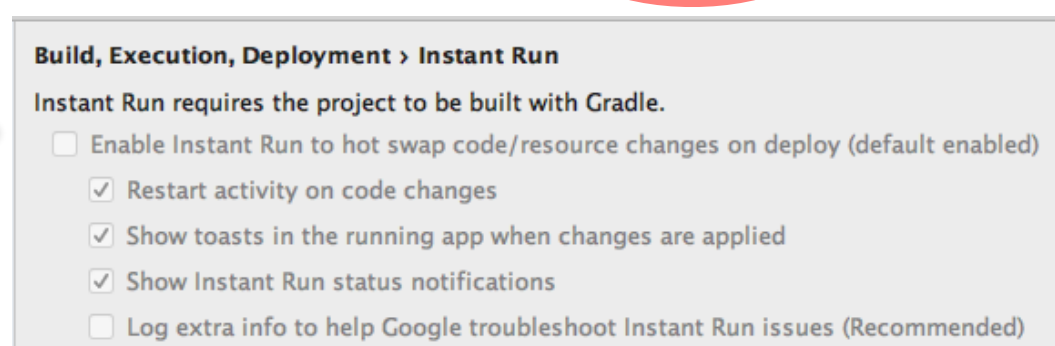 Build, Execution, Deployment › Instant Run
Instant Run requires the project to be built with Gradle.
Enable Instant Run to hot swap code/resource changes on deploy (default enabled)
Restart activity on code changes
Show toasts in the running app when changes are applied
Show Instant Run status notifications
Log extra info to help Google troubleshoot Instant Run issues (Recommended)